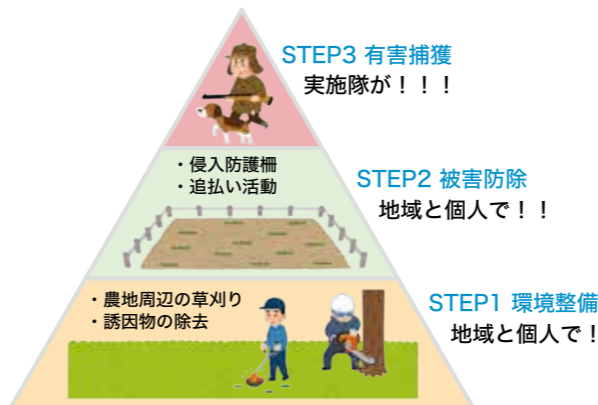 STEP3 有害捕獲
実施隊が！！！
・侵入防護柵
・追払い活動
STEP2 被害防除
地域と個人で！！
・農地周辺の草刈り
・誘因物の除去
STEP1 環境整備
地域と個人で！